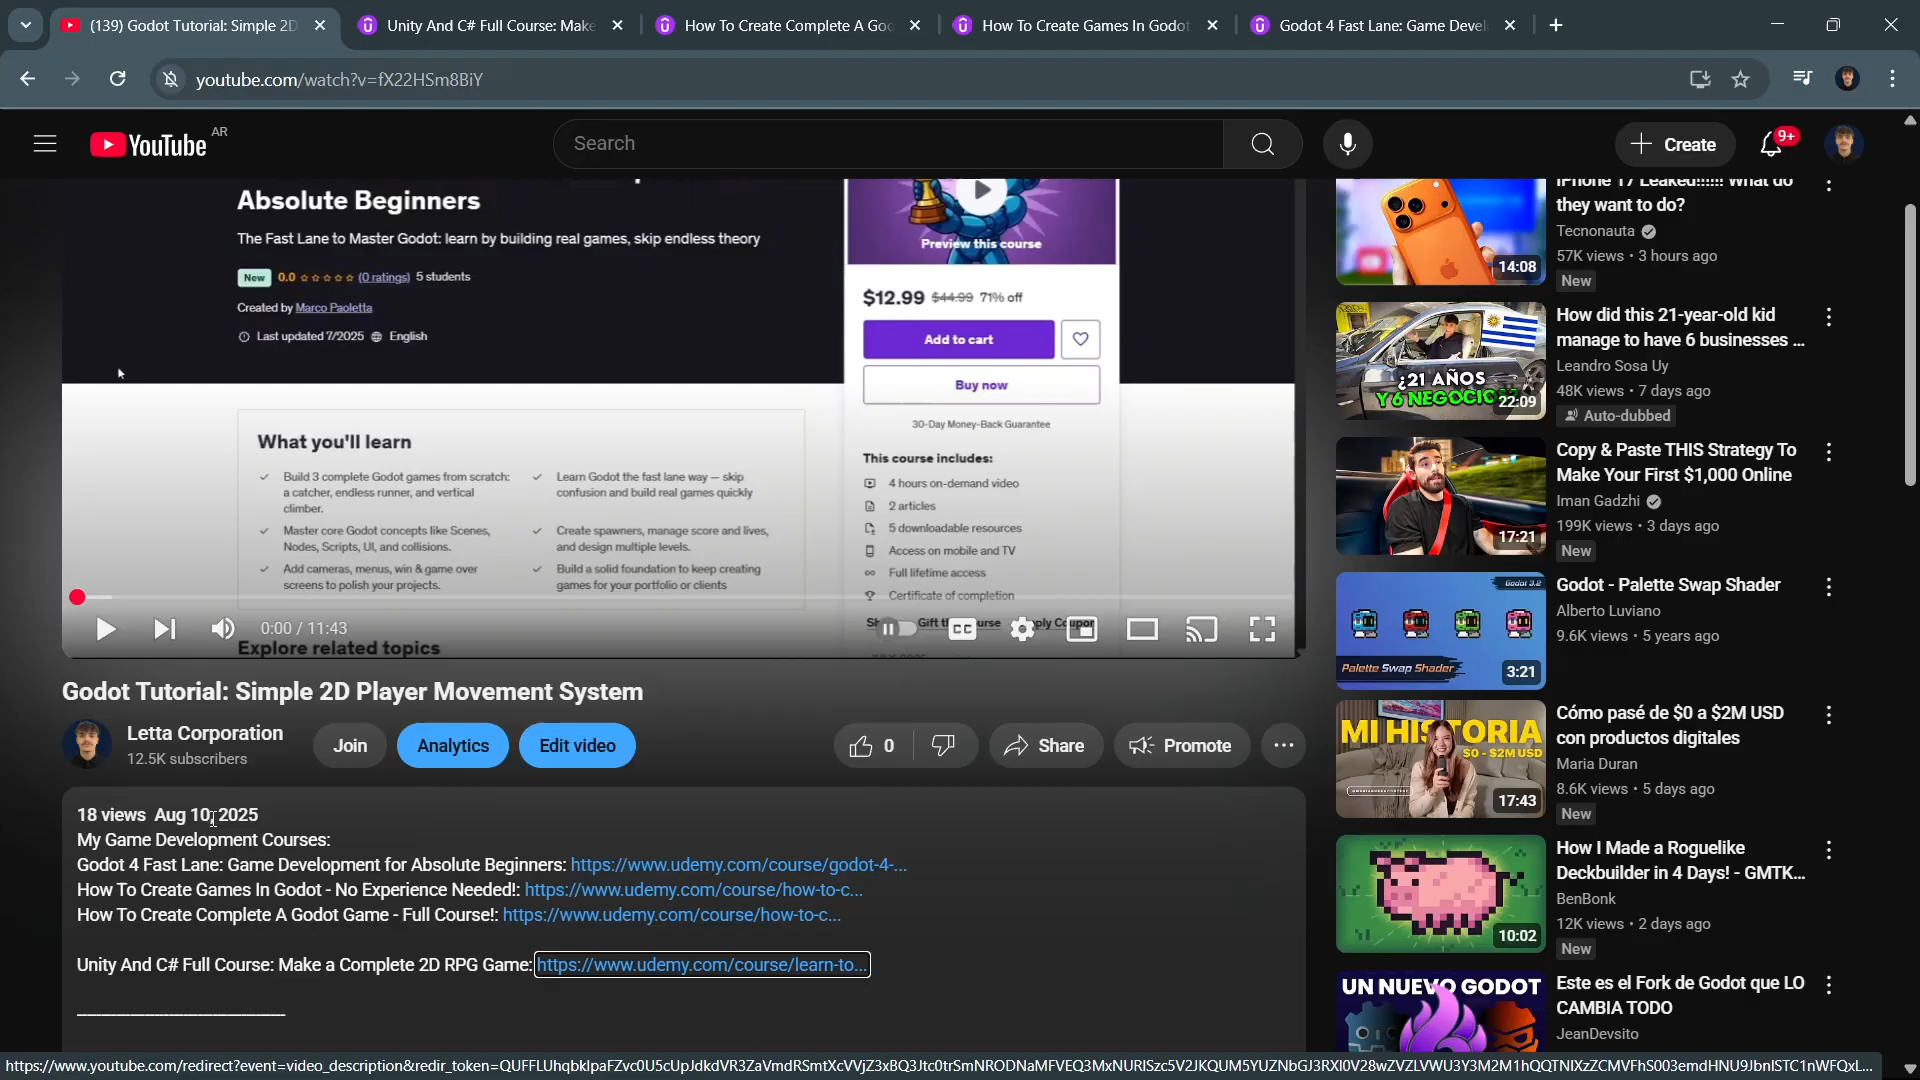 (139) Godot Tutorial: Simple 2D
Unity And C# Full Course: Make
How To Create Complete A Go
How To Create Games In Godot
Godot 4 Fast Lane: Game Devel
youtube.com/watch?v=fX22HSm8BiY
YouTube AR
Search
Create
9+
Absolute Beginners
The Fast Lane to Master Godot: learn by building real games, skip endless theory
New 0.0 (0 ratings) 5 students
Created by Marco Paoletta
Last updated 7/2025 English
Preview this course
$12.99 $44.99 71% off
Add to cart
Buy now
30-Day Money-Back Guarantee
What you'll learn
Build 3 complete Godot games from scratch:
a catcher, endless runner, and vertical
climber.
Master core Godot concepts like Scenes,
Nodes, Scripts, UI, and collisions.
Add cameras, menus, win & game over
screens to polish your projects.
Learn Godot the fast lane way — skip
confusion and build real games quickly
Create spawners, manage score and lives,
and design multiple levels.
Build a solid foundation to keep creating
games for your portfolio or clients
This course includes:
4 hours on-demand video
2 articles
5 downloadable resources
Access on mobile and TV
Full lifetime access
Certificate of completion
Gift th urse ply Coupon
0:00 / 11:43
CC
Explore related topics
Godot Tutorial: Simple 2D Player Movement System
Letta Corporation
12.5K subscribers
Join
Analytics
Edit video
0
Share
Promote
18 views Aug 10, 2025
My Game Development Courses:
Godot 4 Fast Lane: Game Development for Absolute Beginners: https://www.udemy.com/course/godot-4-...
How To Create Games In Godot - No Experience Needed!: https://www.udemy.com/course/how-to-c...
How To Create Complete A Godot Game - Full Course!: https://www.udemy.com/course/how-to-c...
Unity And C# Full Course: Make a Complete 2D RPG Game: https://www.udemy.com/course/learn-to...
iPhone 17 Leaked!!!!!! What do
they want to do?
Tecnonauta
57K views • 3 hours ago
New
14:08
How did this 21-year-old kid
manage to have 6 businesses ...
Leandro Sosa Uy
48K views • 7 days ago
Auto-dubbed
¿21 AÑOS
Y 6 NEGOCIOS?
22:09
Copy & Paste THIS Strategy To
Make Your First $1,000 Online
Iman Gadzhi
199K views • 3 days ago
New
17:21
Godot - Palette Swap Shader
Alberto Luviano
9.6K views • 5 years ago
Godot 3.2
Palette Swap Shader
3:21
Cómo pasé de $0 a $2M USD
con productos digitales
Maria Duran
8.6K views • 5 days ago
New
MI HISTORIA
$0 - $2M USD
17:43
How I Made a Roguelike
Deckbuilder in 4 Days! - GMTK...
BenBonk
12K views • 2 days ago
New
10:02
Este es el Fork de Godot que LO
CAMBIA TODO
JeanDevsito
UN NUEVO GODOT